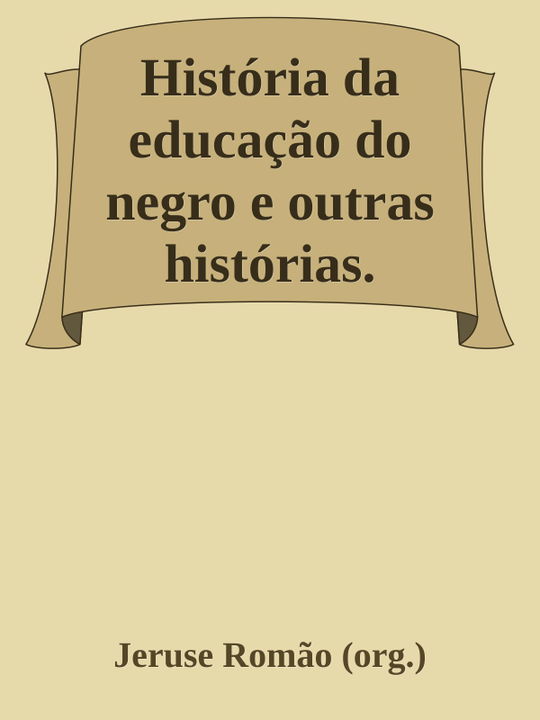 História da
educação do
negro e outras
histórias.
Jeruse Romão (org.)